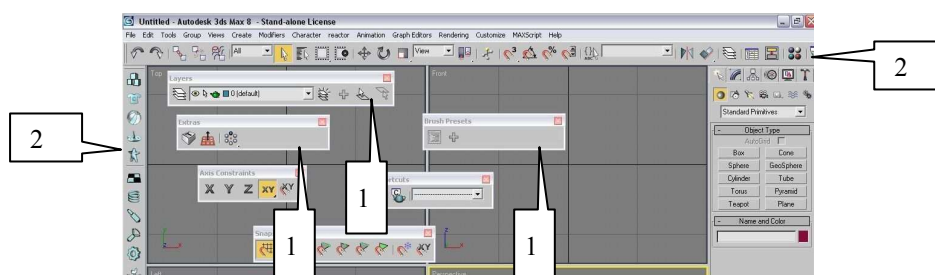 Untitled - Autodesk 3ds Max 8 - Stand-alone License
File Edit Tools Group Views Create Modifiers Character reactor Animation Graph Editors Rendering Customize MAXScript Help
All
View
2
Top
Front
Layers
0 (default)
Extras
Brush Presets
Standard Primitives
Object Type
AutoGrid
Box Cone
Sphere GeoSphere
Cylinder Tube
Torus Pyramid
Teapot Plane
Name and Color
2
Axis Constraints
X Y Z XY XY
1
1
1
XY
Left
Perspective